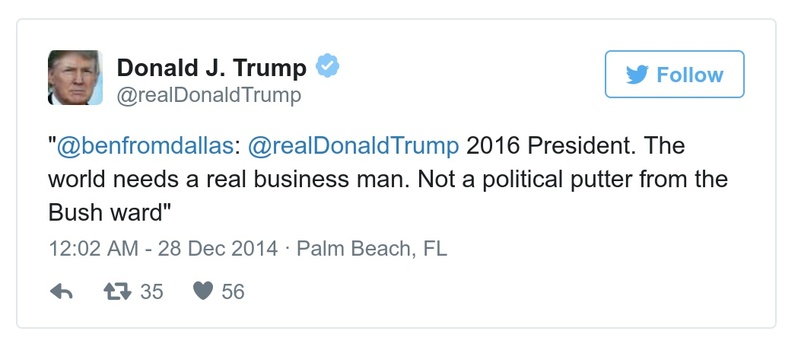 Donald J. Trump
@realDonaldTrump
Follow
"@benfromdallas: @realDonaldTrump 2016 President. The
world needs a real business man. Not a political putter from the
Bush ward"
12:02 AM - 28 Dec 2014 · Palm Beach, FL
35 56